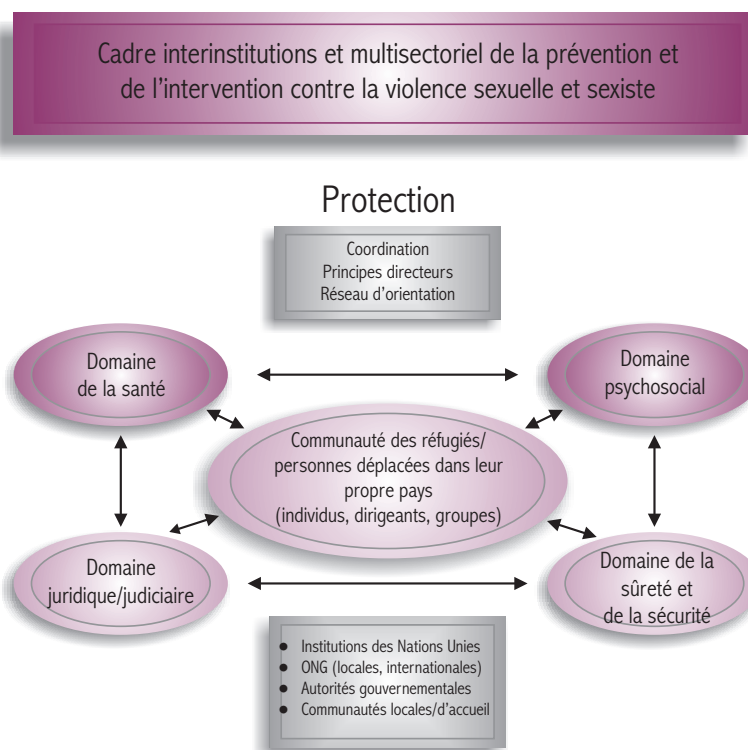 Cadre interinstitutions et multisectoriel de la prévention et
de l'intervention contre la violence sexuelle et sexiste
Protection
Coordination
Principes directeurs
Réseau d'orientation
Domaine
de la santé
Domaine
psychosocial
Communauté des réfugiés/
personnes déplacées dans leur
propre pays
(individus, dirigeants, groupes)
Domaine
juridique/judiciaire
Domaine de la
sûreté et
de la sécurité
● Institutions des Nations Unies
● ONG (locales, internationales)
● Autorités gouvernementales
● Communautés locales/d'accueil